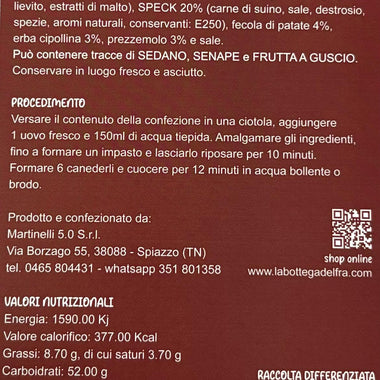 lievito, estratti di malto), SPECK 20% (carne di suino, sale, destrosio,
spezie, aromi naturali, conservanti: E250), fecola di patate 4%,
erba cipollina 3%, prezzemolo 3% e sale.
Può contenere tracce di SEDANO, SENAPE e FRUTTA A GUSCIO.
Conservare in luogo fresco e asciutto.
PROCEDIMENTO
Versare il contenuto della confezione in una ciotola, aggiungere
1 uovo fresco e 150ml di acqua tiepida. Amalgamare gli ingredienti,
fino a formare un impasto e lasciarlo riposare per 10 minuti.
Formare 6 canederli e cuocere per 12 minuti in acqua bollente o
brodo.
Prodotto e confezionato da:
Martinelli 5.0 S.r.l.
Via Borzago 55, 38088 - Spiazzo (TN)
tel. 0465 804431 - whatsapp 351 801358
shop online
www.labottegadelfra.com
VALORI NUTRIZIONALI
Energia: 1590.00 Kj
Valore calorifico: 377.00 Kcal
Grassi: 8.70 g, di cui saturi 3.70 g
Carboidrati: 52.00 g
RACCOLTA DIFFERENZIATA